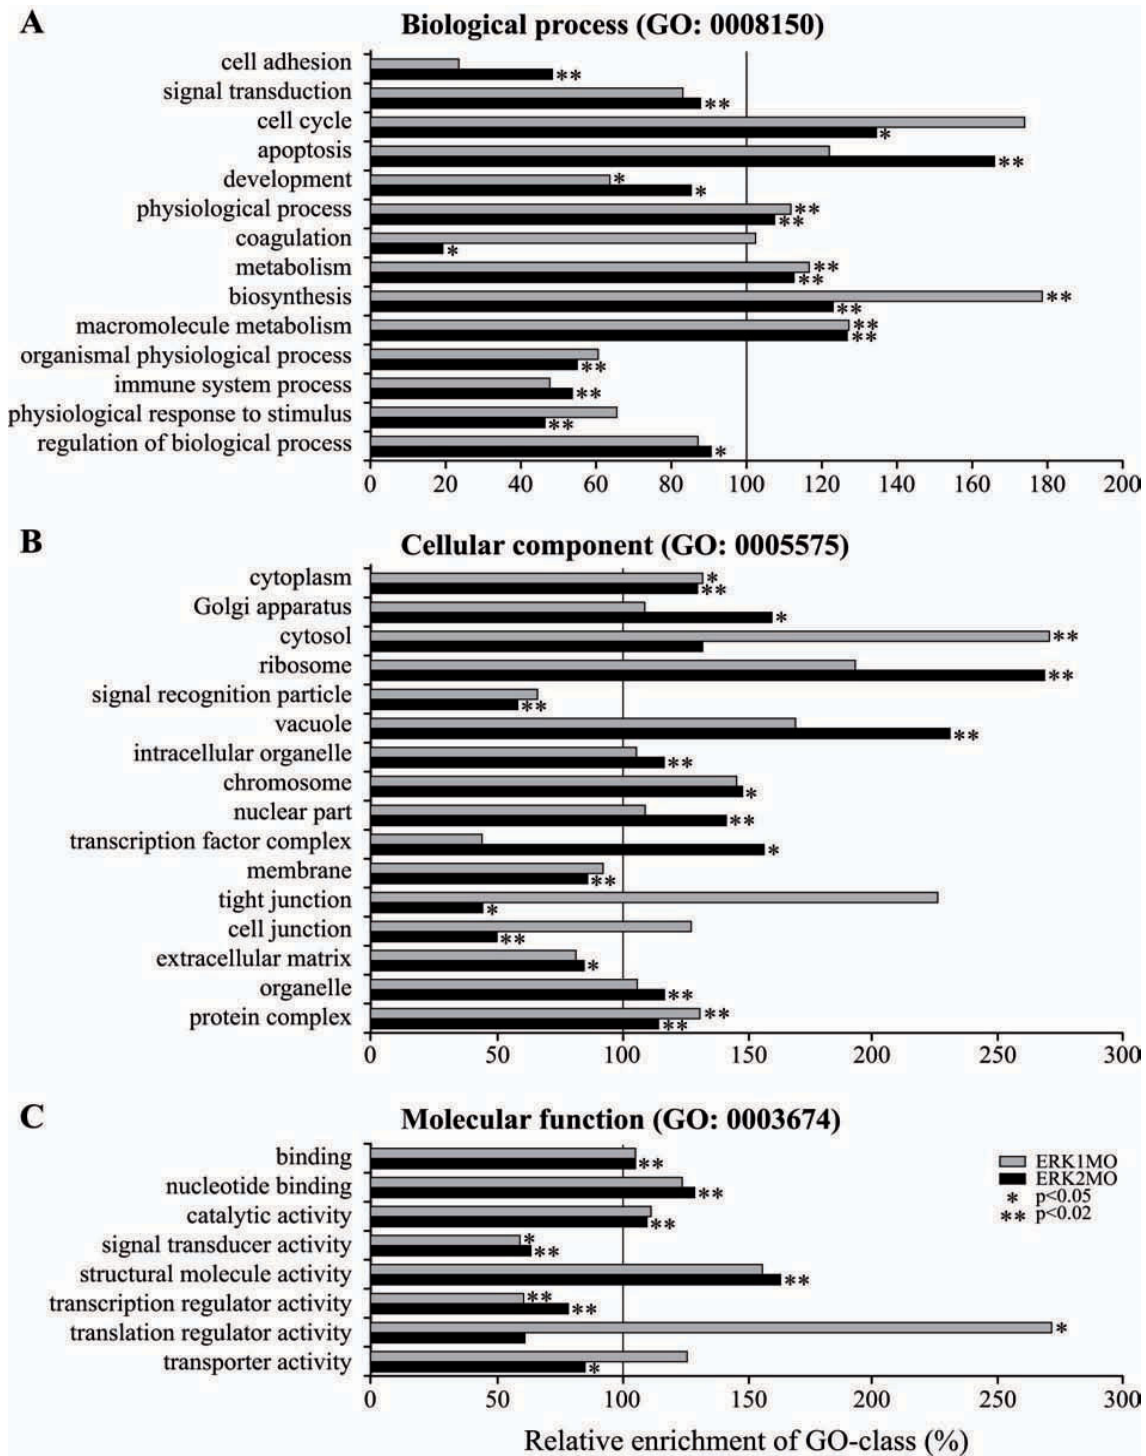 A Biological process (GO: 0008150)
cell adhesion **
signal transduction **
cell cycle *
apoptosis **
development * *
physiological process ** **
coagulation *
metabolism ** **
biosynthesis ** **
macromolecule metabolism ** **
organismal physiological process **
immune system process **
physiological response to stimulus **
regulation of biological process *
0 20 40 60 80 100 120 140 160 180 200
B Cellular component (GO: 0005575)
cytoplasm * **
Golgi apparatus *
cytosol **
ribosome **
signal recognition particle **
vacuole **
intracellular organelle **
chromosome *
nuclear part **
transcription factor complex *
membrane **
tight junction *
cell junction **
extracellular matrix *
organelle **
protein complex ** **
0 50 100 150 200 250 300
C Molecular function (GO: 0003674)
binding **
nucleotide binding **
catalytic activity **
signal transducer activity * **
structural molecule activity **
transcription regulator activity ** **
translation regulator activity *
transporter activity *
ERK1MO
ERK2MO
* p<0.05
** p<0.02
0 50 100 150 200 250 300
Relative enrichment of GO-class (%)